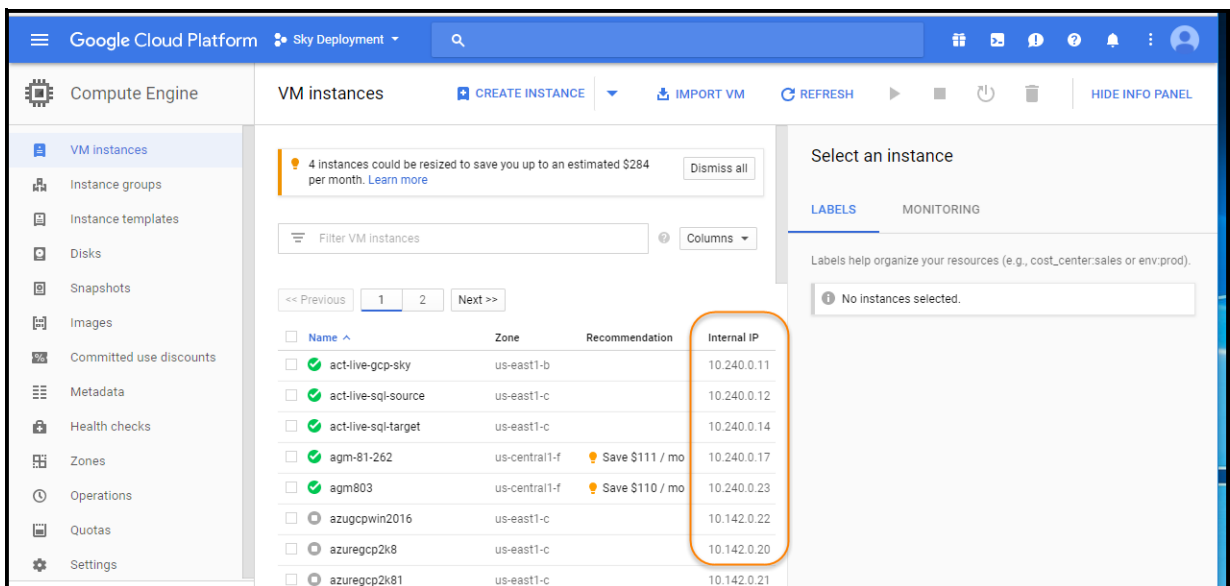 Google Cloud Platform Sky Deployment
Compute Engine
VM instances CREATE INSTANCE IMPORT VM REFRESH HIDE INFO PANEL
VM instances
Instance groups
Instance templates
Disks
Snapshots
Images
Committed use discounts
Metadata
Health checks
Zones
Operations
Quotas
Settings
4 instances could be resized to save you up to an estimated $284
per month. Learn more
Dismiss all
Filter VM instances
Columns
<< Previous 1 2 Next >>
Name Zone Recommendation Internal IP
act-live-gcp-sky us-east1-b 10.240.0.11
act-live-sql-source us-east1-c 10.240.0.12
act-live-sql-target us-east1-c 10.240.0.14
agm-81-262 us-central1-f Save $111 / mo 10.240.0.17
agm803 us-central1-f Save $110 / mo 10.240.0.23
azugcpwin2016 us-east1-c 10.142.0.22
azuregcp2k8 us-east1-c 10.142.0.20
azuregcp2k81 us-east1-c 10.142.0.21
Select an instance
LABELS MONITORING
Labels help organize your resources (e.g., cost_center:sales or env:prod).
No instances selected.